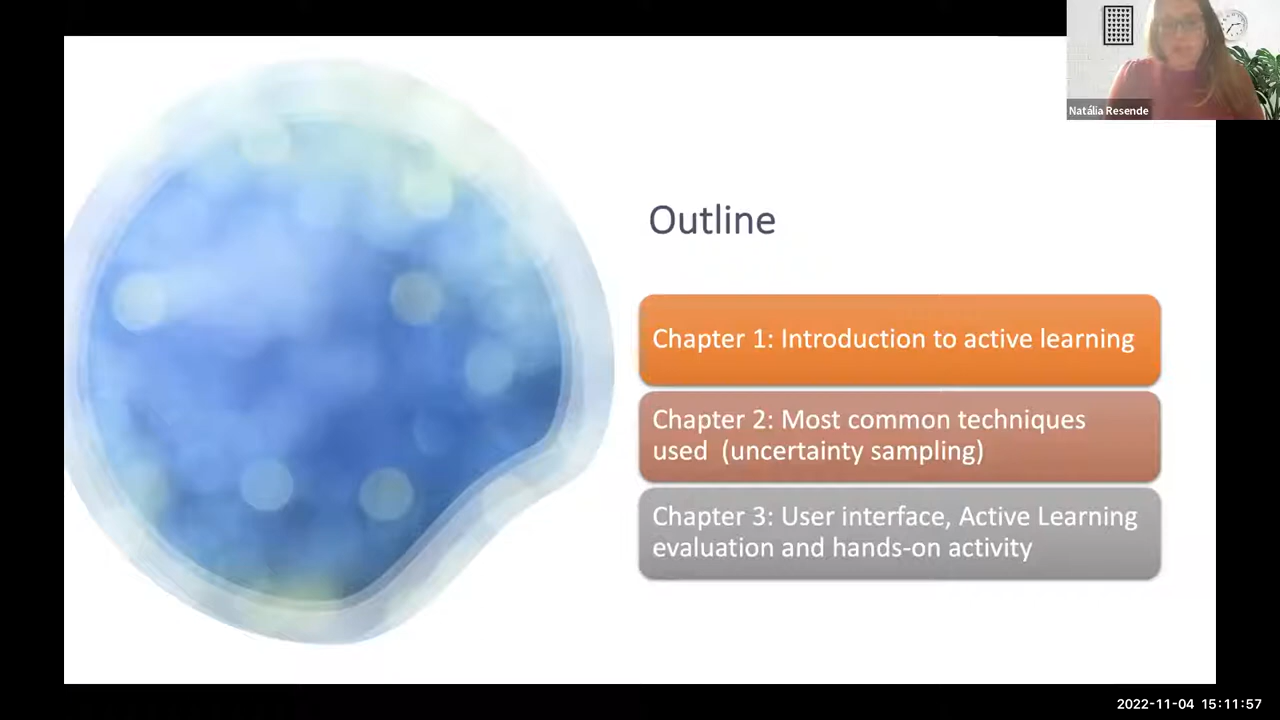 Natália Resende
Outline
Chapter 1: Introduction to active learning
Chapter 2: Most common techniques
used (uncertainty sampling)
Chapter 3: User interface, Active Learning
evaluation and hands-on activity
2022-11-04 15:11:57